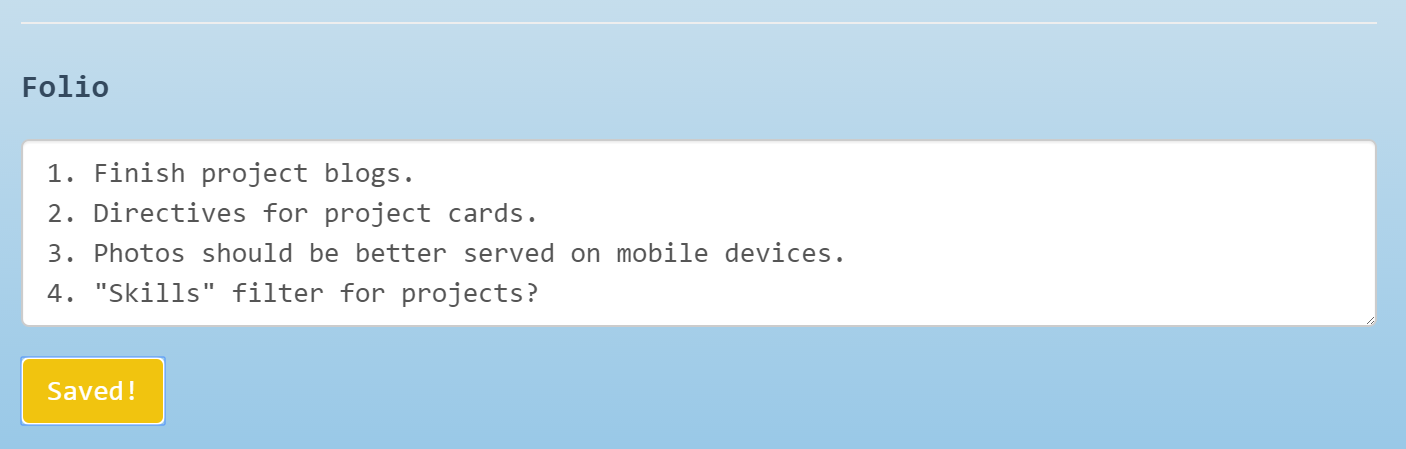 Folio
1. Finish project blogs.
2. Directives for project cards.
3. Photos should be better served on mobile devices.
4. "Skills" filter for projects?
Saved!